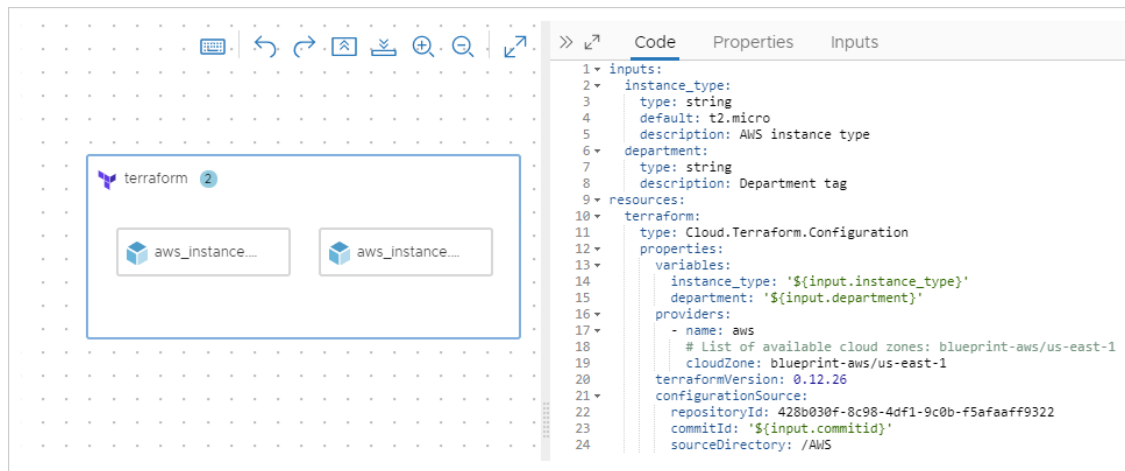 terraform 2
aws_instance.... aws_instance....
Code Properties Inputs
1 inputs:
2 instance_type:
3 type: string
4 default: t2.micro
5 description: AWS instance type
6 department:
7 type: string
8 description: Department tag
9 resources:
10 terraform:
11 type: Cloud.Terraform.Configuration
12 properties:
13 variables:
14 instance_type: '${input.instance_type}'
15 department: '${input.department}'
16 providers:
17 - name: aws
18 # List of available cloud zones: blueprint-aws/us-east-1
19 cloudZone: blueprint-aws/us-east-1
20 terraformVersion: 0.12.26
21 configurationSource:
22 repositoryId: 428b030f-8c98-4df1-9c0b-f5afaaff9322
23 commitId: '${input.commitid}'
24 sourceDirectory: /AWS